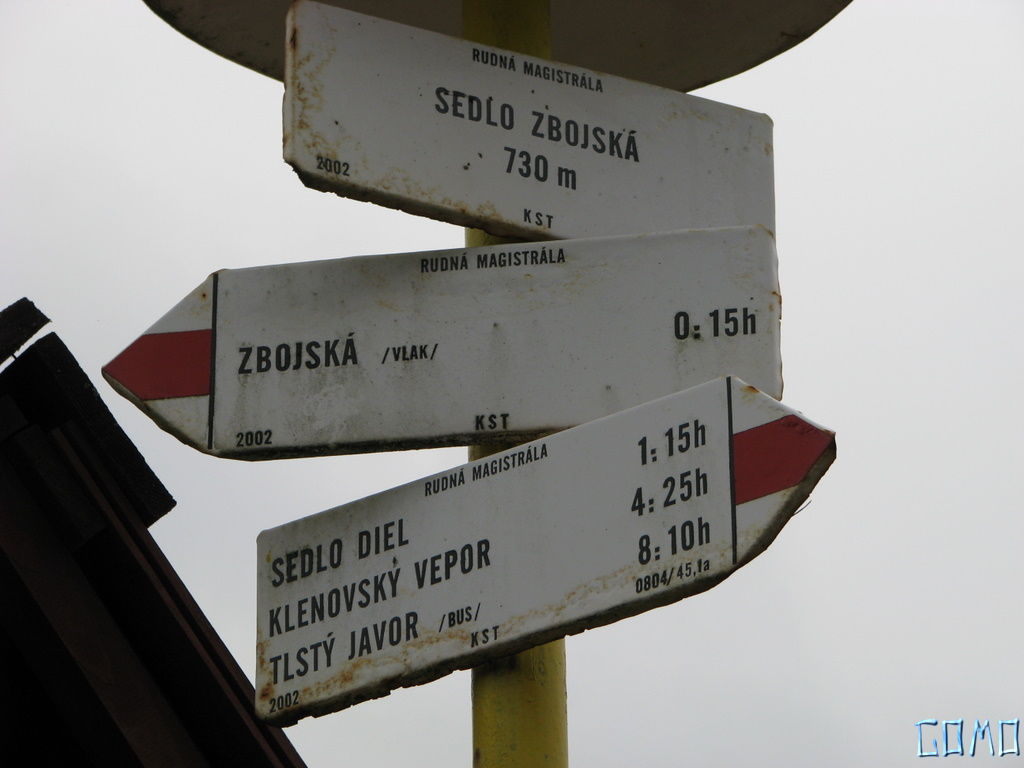 RUDNÁ MAGISTRÁLA
SEDLO ZBOJSKÁ
730 m
2002
KST
RUDNÁ MAGISTRÁLA
ZBOJSKÁ /VLAK/ 0:15h
2002 KST
RUDNÁ MAGISTRÁLA
SEDLO DIEL 1:15h
KLENOVSKÝ VEPOR 4:25h
TLSTÝ JAVOR /BUS/ 8:10h
0804/45,1a
KST
2002
GOMO